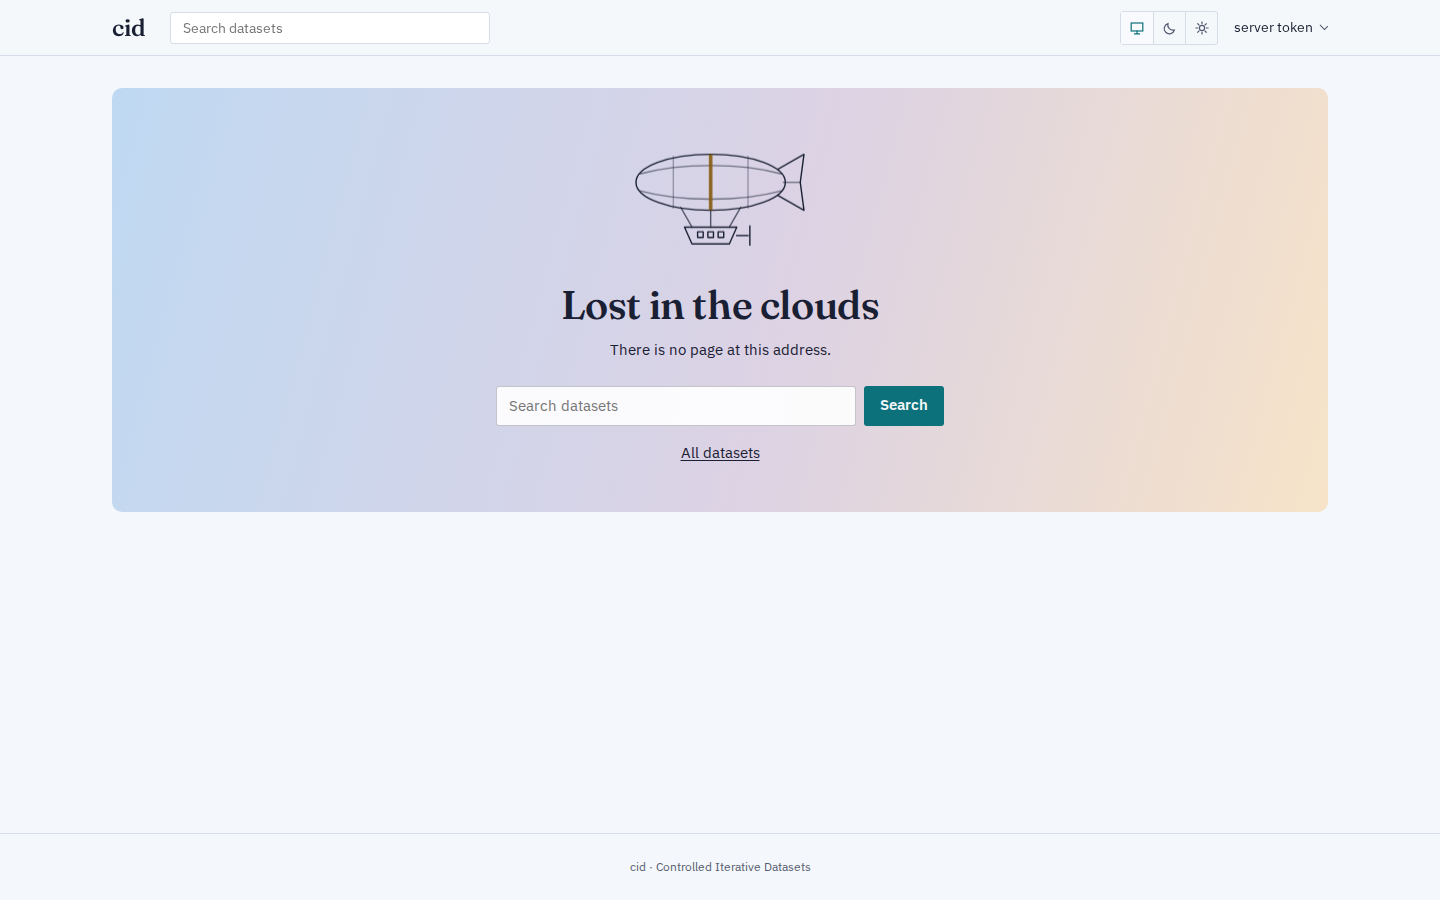 cid
Search datasets
server token
Lost in the clouds
There is no page at this address.
Search datasets
Search
All datasets
cid · Controlled Iterative Datasets